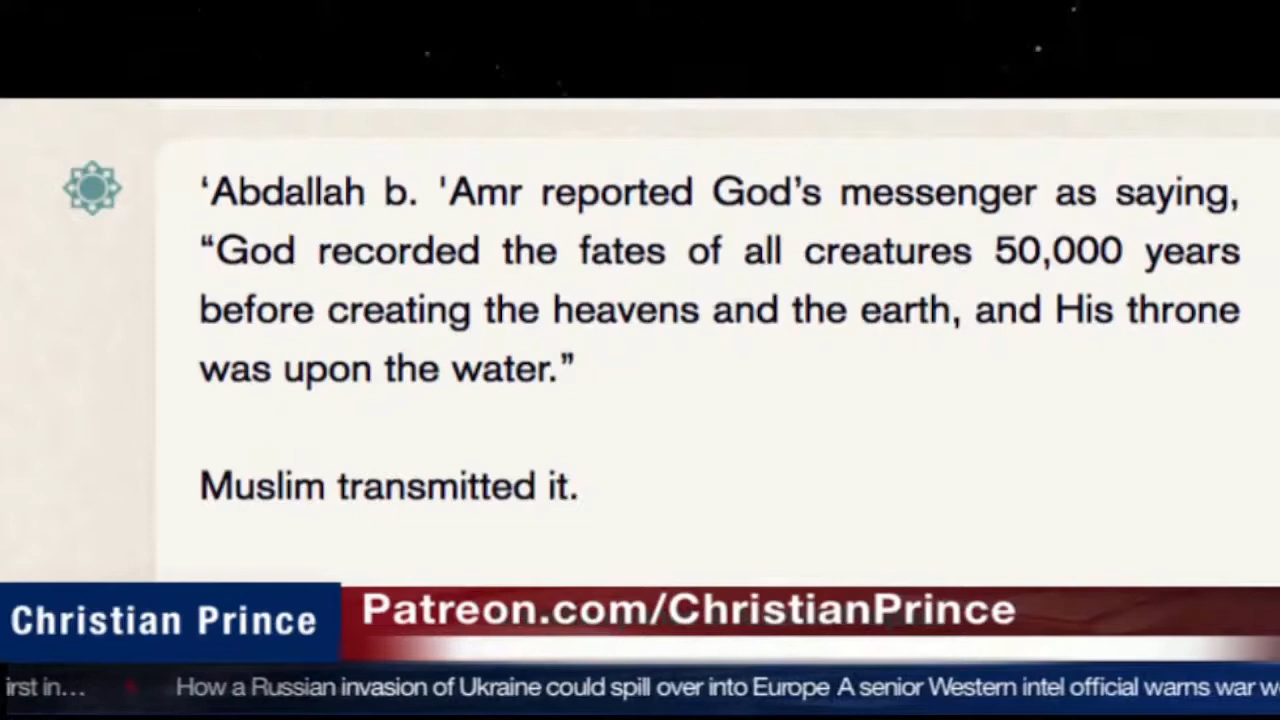 ‘Abdallah b. 'Amr reported God’s messenger as saying,
“God recorded the fates of all creatures 50,000 years
before creating the heavens and the earth, and His throne
was upon the water.”
Muslim transmitted it.
Christian Prince
Patreon.com/ChristianPrince
irst in... How a Russian invasion of Ukraine could spill over into Europe A senior Western intel official warns war